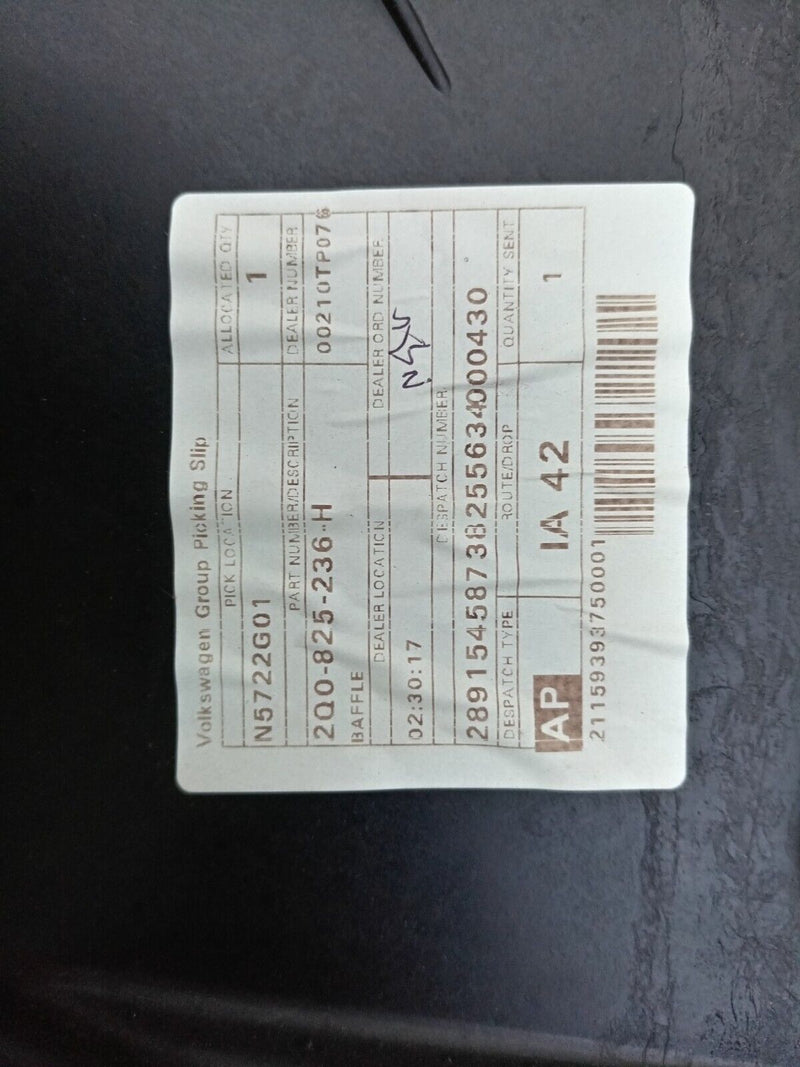 Volkswagen Group Picking Slip
PICK LOCATION ALLOCATED QTY
N5722G01 1
PART NUMBER/DESCRIPTION DEALER NUMBER
2Q0-825-236-H 00210TP076
BAFFLE
DEALER LOCATION DEALER ORD NUMBER
02:30:17
DESPATCH NUMBER
28915458738255634000430
DESPATCH TYPE ROUTE/DROP QUANTITY SENT
AP IA 42 1
21159393750001